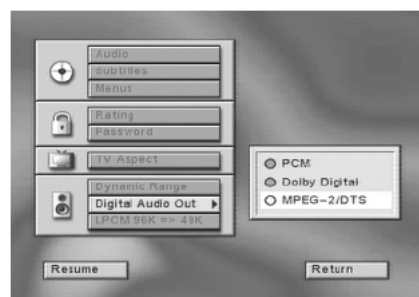 Audio
Subtitles
Menus
Rating
Password
TV Aspect
Dynamic Range
Digital Audio Out
LPCM 96K => 48K
PCM
Dolby Digital
MPEG-2/DTS
Resume
Return